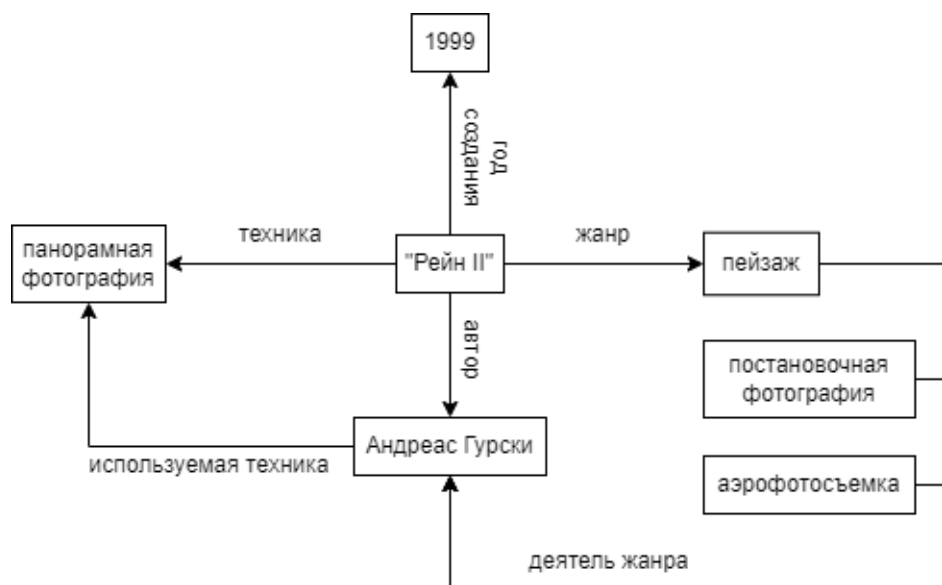 1999
год
создания
техника
жанр
панорамная
фотография
"Рейн II"
пейзаж
автор
постановочная
фотография
Андреас Гурски
используемая техника
аэрофотосъемка
деятель жанра